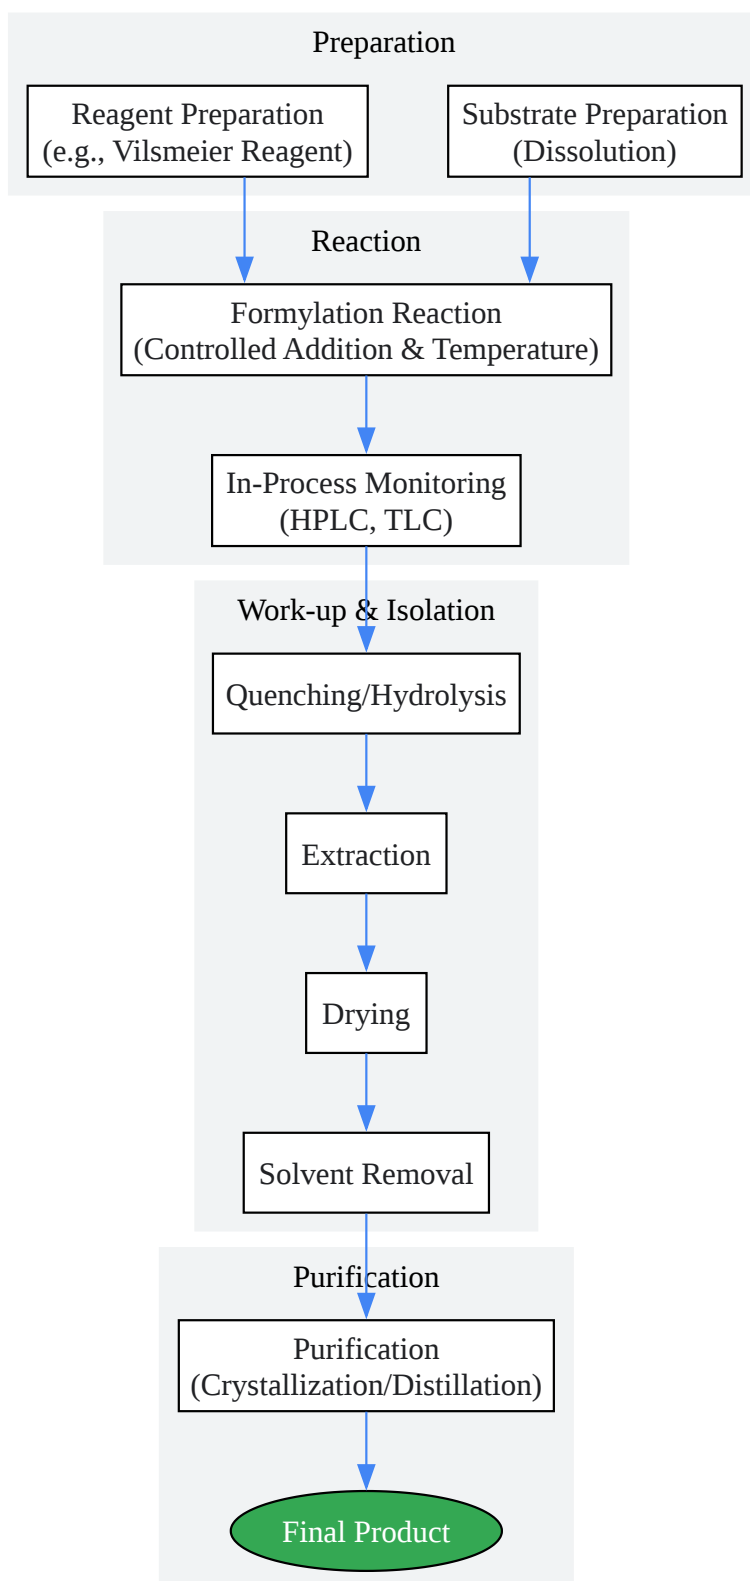 Preparation
Reagent Preparation
(e.g., Vilsmeier Reagent)
Substrate Preparation
(Dissolution)
Reaction
Formylation Reaction
(Controlled Addition & Temperature)
In-Process Monitoring
(HPLC, TLC)
Work-up & Isolation
Quenching/Hydrolysis
Extraction
Drying
Solvent Removal
Purification
Purification
(Crystallization/Distillation)
Final Product